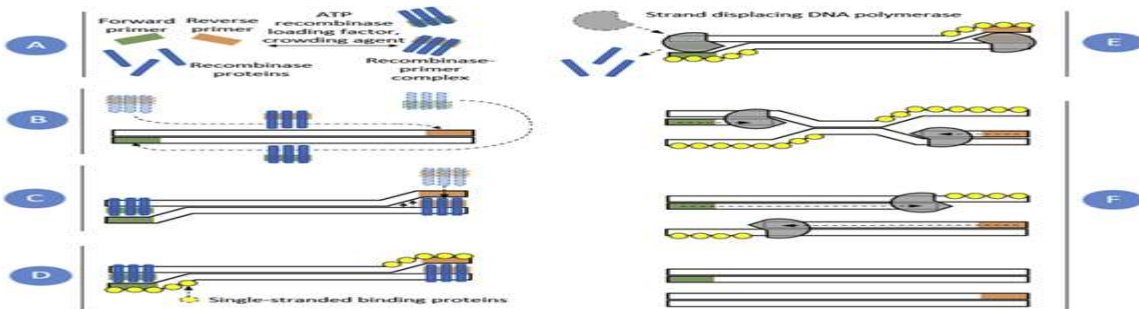 A
Forward primer
Reverse primer
ATP
recombinase
loading factor,
crowding agent
Recombinase proteins
Recombinase-
primer
complex
B
C
D
Single-stranded binding proteins
Strand displacing DNA polymerase
E
F